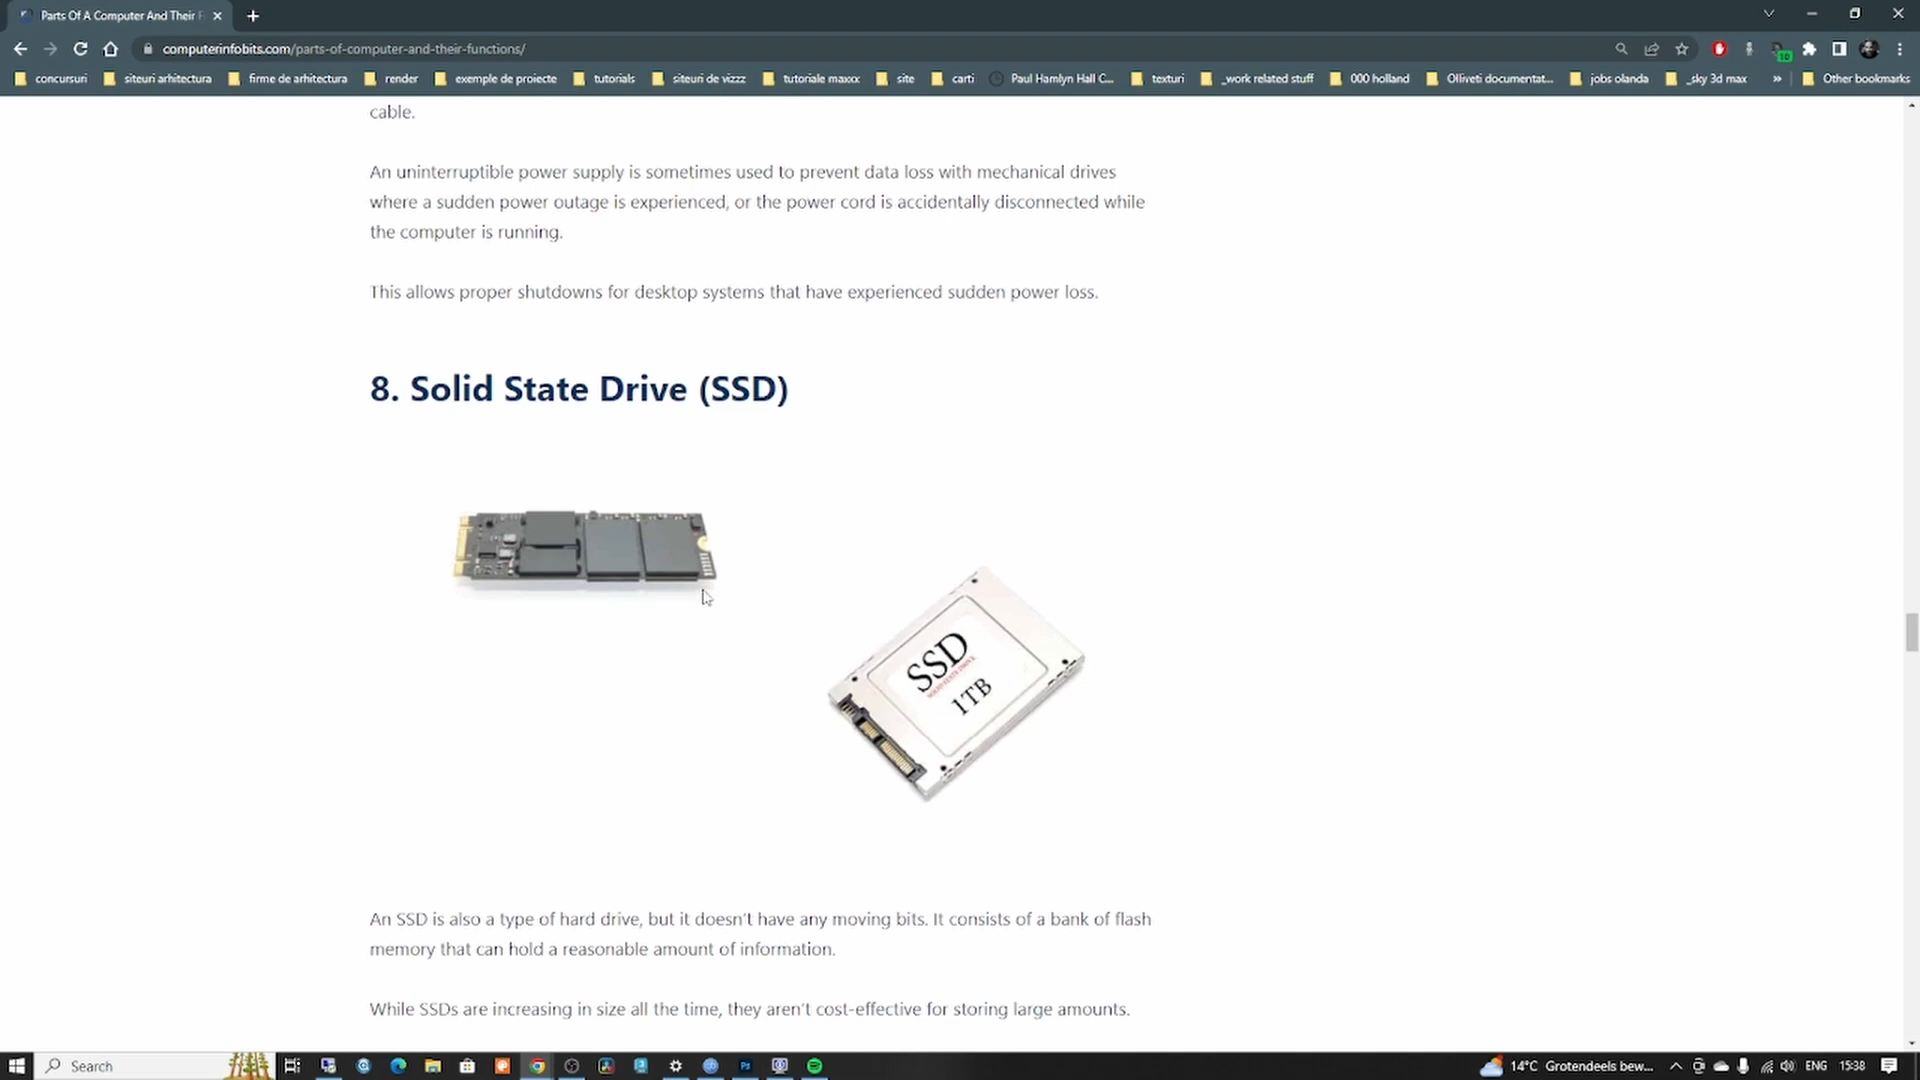 Parts Of A Computer And Their F
computerinfobits.com/parts-of-computer-and-their-functions/
10
concursuri
siteuri arhitectura
firme de arhitectura
render
exemple de proiecte
tutorials
siteuri de vizzz
tutoriale maxxx
site
carti
Paul Hamlyn Hall C...
texturi
_work related stuff
000 holland
Olliveti documentat...
jobs olanda
_sky 3d max
»
Other bookmarks
cable.
An uninterruptible power supply is sometimes used to prevent data loss with mechanical drives
where a sudden power outage is experienced, or the power cord is accidentally disconnected while
the computer is running.
This allows proper shutdowns for desktop systems that have experienced sudden power loss.
8. Solid State Drive (SSD)
SSD
SOLID STATE DRIVE
1TB
An SSD is also a type of hard drive, but it doesn't have any moving bits. It consists of a bank of flash
memory that can hold a reasonable amount of information.
While SSDs are increasing in size all the time, they aren't cost-effective for storing large amounts.
Search
Ps
14°C Grotendeels bew...
ENG
15:38